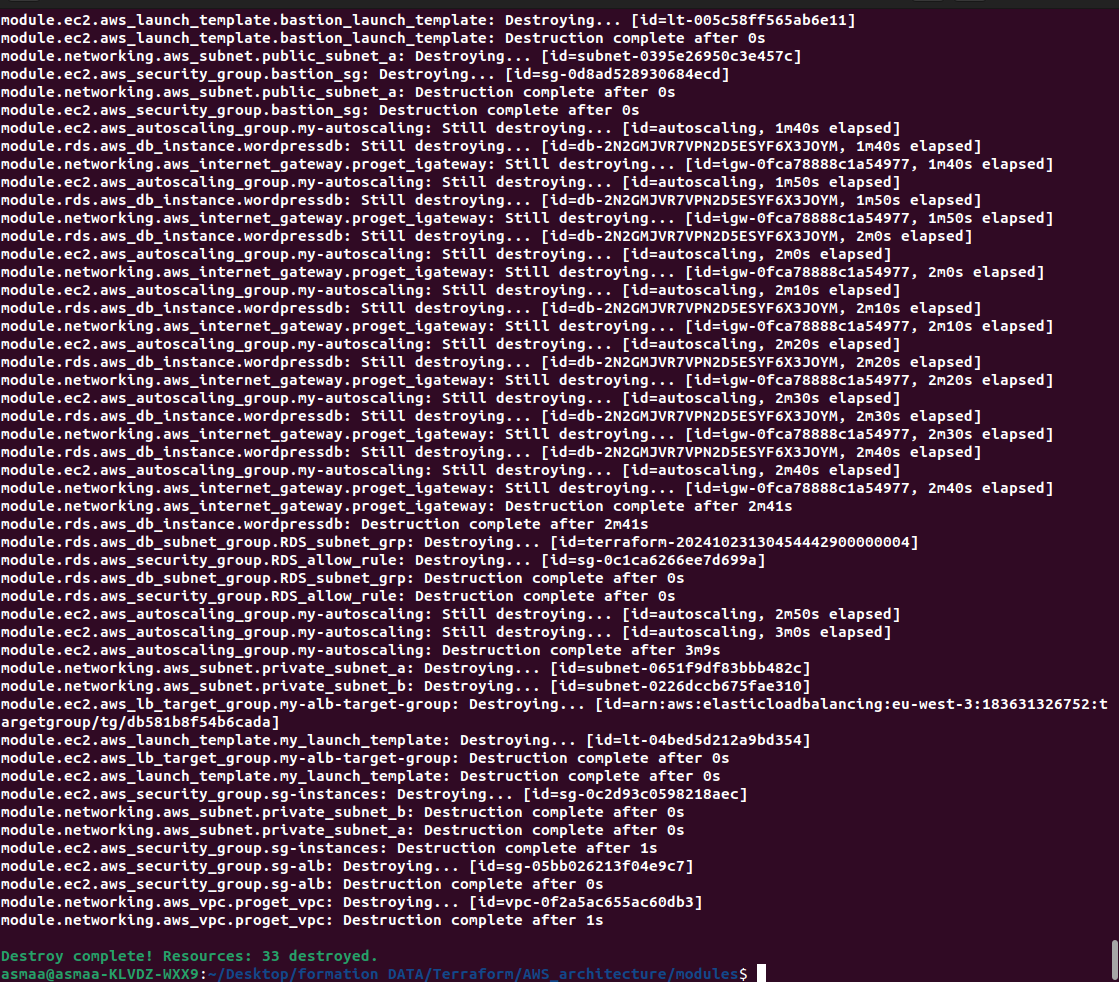 module.ec2.aws_launch_template.bastion_launch_template: Destroying... [id=lt-005c58ff565ab6e11]
module.ec2.aws_launch_template.bastion_launch_template: Destruction complete after 0s
module.networking.aws_subnet.public_subnet_a: Destroying... [id=subnet-0395e26950c3e457c]
module.ec2.aws_security_group.bastion_sg: Destroying... [id=sg-0d8ad528930684ecd]
module.networking.aws_subnet.public_subnet_a: Destruction complete after 0s
module.ec2.aws_security_group.bastion_sg: Destruction complete after 0s
module.ec2.aws_autoscaling_group.my-autoscaling: Still destroying... [id=autoscaling, 1m40s elapsed]
module.rds.aws_db_instance.wordpressdb: Still destroying... [id=db-2N2GMJVR7VPN2D5ESYF6X3JOYM, 1m40s elapsed]
module.networking.aws_internet_gateway.proget_igateway: Still destroying... [id=igw-0fca78888c1a54977, 1m40s elapsed]
module.ec2.aws_autoscaling_group.my-autoscaling: Still destroying... [id=autoscaling, 1m50s elapsed]
module.rds.aws_db_instance.wordpressdb: Still destroying... [id=db-2N2GMJVR7VPN2D5ESYF6X3JOYM, 1m50s elapsed]
module.networking.aws_internet_gateway.proget_igateway: Still destroying... [id=igw-0fca78888c1a54977, 1m50s elapsed]
module.rds.aws_db_instance.wordpressdb: Still destroying... [id=db-2N2GMJVR7VPN2D5ESYF6X3JOYM, 2m0s elapsed]
module.ec2.aws_autoscaling_group.my-autoscaling: Still destroying... [id=autoscaling, 2m0s elapsed]
module.networking.aws_internet_gateway.proget_igateway: Still destroying... [id=igw-0fca78888c1a54977, 2m0s elapsed]
module.ec2.aws_autoscaling_group.my-autoscaling: Still destroying... [id=autoscaling, 2m10s elapsed]
module.rds.aws_db_instance.wordpressdb: Still destroying... [id=db-2N2GMJVR7VPN2D5ESYF6X3JOYM, 2m10s elapsed]
module.networking.aws_internet_gateway.proget_igateway: Still destroying... [id=igw-0fca78888c1a54977, 2m10s elapsed]
module.ec2.aws_autoscaling_group.my-autoscaling: Still destroying... [id=autoscaling, 2m20s elapsed]
module.rds.aws_db_instance.wordpressdb: Still destroying... [id=db-2N2GMJVR7VPN2D5ESYF6X3JOYM, 2m20s elapsed]
module.networking.aws_internet_gateway.proget_igateway: Still destroying... [id=igw-0fca78888c1a54977, 2m20s elapsed]
module.ec2.aws_autoscaling_group.my-autoscaling: Still destroying... [id=autoscaling, 2m30s elapsed]
module.rds.aws_db_instance.wordpressdb: Still destroying... [id=db-2N2GMJVR7VPN2D5ESYF6X3JOYM, 2m30s elapsed]
module.networking.aws_internet_gateway.proget_igateway: Still destroying... [id=igw-0fca78888c1a54977, 2m30s elapsed]
module.rds.aws_db_instance.wordpressdb: Still destroying... [id=db-2N2GMJVR7VPN2D5ESYF6X3JOYM, 2m40s elapsed]
module.ec2.aws_autoscaling_group.my-autoscaling: Still destroying... [id=autoscaling, 2m40s elapsed]
module.networking.aws_internet_gateway.proget_igateway: Still destroying... [id=igw-0fca78888c1a54977, 2m40s elapsed]
module.networking.aws_internet_gateway.proget_igateway: Destruction complete after 2m41s
module.rds.aws_db_instance.wordpressdb: Destruction complete after 2m41s
module.rds.aws_db_subnet_group.RDS_subnet_grp: Destroying... [id=terraform-20241023130454442900000004]
module.rds.aws_security_group.RDS_allow_rule: Destroying... [id=sg-0c1ca6266ee7d699a]
module.rds.aws_db_subnet_group.RDS_subnet_grp: Destruction complete after 0s
module.rds.aws_security_group.RDS_allow_rule: Destruction complete after 0s
module.ec2.aws_autoscaling_group.my-autoscaling: Still destroying... [id=autoscaling, 2m50s elapsed]
module.ec2.aws_autoscaling_group.my-autoscaling: Still destroying... [id=autoscaling, 3m0s elapsed]
module.ec2.aws_autoscaling_group.my-autoscaling: Destruction complete after 3m9s
module.networking.aws_subnet.private_subnet_a: Destroying... [id=subnet-0651f9df83bbb482c]
module.networking.aws_subnet.private_subnet_b: Destroying... [id=subnet-0226dccb675fae310]
module.ec2.aws_lb_target_group.my-alb-target-group: Destroying... [id=arn:aws:elasticloadbalancing:eu-west-3:183631326752:t
argetgroup/tg/db581b8f54b6cada]
module.ec2.aws_launch_template.my_launch_template: Destroying... [id=lt-04bed5d212a9bd354]
module.ec2.aws_lb_target_group.my-alb-target-group: Destruction complete after 0s
module.ec2.aws_launch_template.my_launch_template: Destruction complete after 0s
module.ec2.aws_security_group.sg-instances: Destroying... [id=sg-0c2d93c0598218aec]
module.networking.aws_subnet.private_subnet_b: Destruction complete after 0s
module.networking.aws_subnet.private_subnet_a: Destruction complete after 0s
module.ec2.aws_security_group.sg-instances: Destruction complete after 1s
module.ec2.aws_security_group.sg-alb: Destroying... [id=sg-05bb026213f04e9c7]
module.ec2.aws_security_group.sg-alb: Destruction complete after 0s
module.networking.aws_vpc.proget_vpc: Destroying... [id=vpc-0f2a5ac655ac60db3]
module.networking.aws_vpc.proget_vpc: Destruction complete after 1s
Destroy complete! Resources: 33 destroyed.
asmaa@asmaa-KLVDZ-WXX9:~/Desktop/formation DATA/Terraform/AWS_architecture/modules$